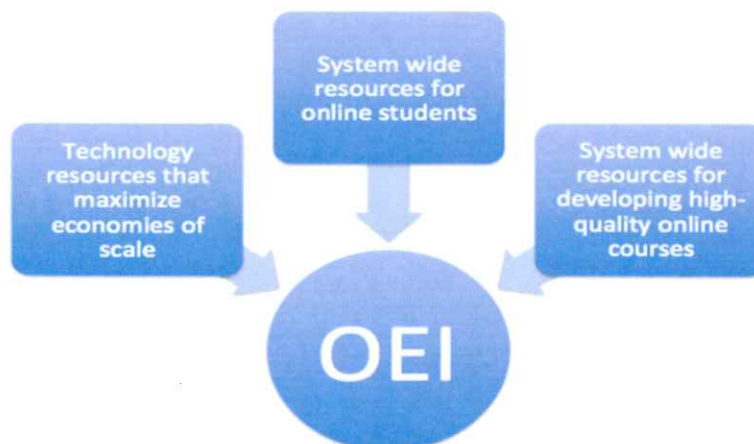 System wide
resources for
online students
Technology
resources that
maximize
economies of
scale
System wide
resources for
developing high-
quality online
courses
OEI